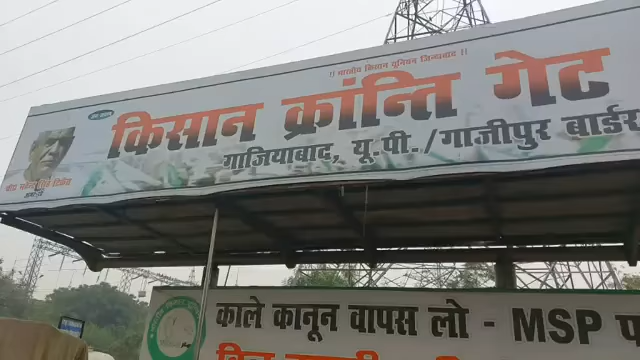 !! भारतीय किसान यूनियन जिन्दाबाद !!
किसान क्रान्ति गेट
गाजियाबाद, यू.पी./गाजीपुर बार्डर
काले कानून वापस लो - MSP प